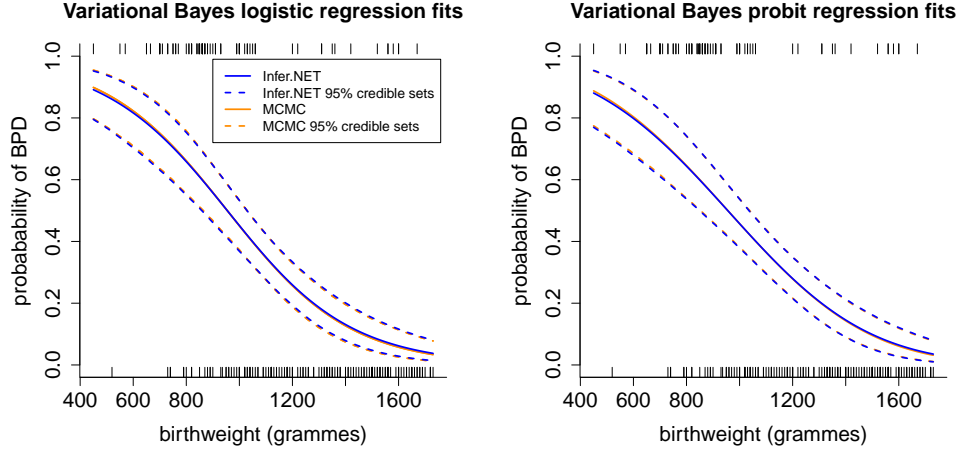 Variational Bayes logistic regression fits
1.0
0.8
0.6
0.4
0.2
0.0
probabability of BPD
Infer.NET
Infer.NET 95% credible sets
MCMC
MCMC 95% credible sets
400
600
800
1200
1600
birthweight (grammes)
Variational Bayes probit regression fits
1.0
0.8
0.6
0.4
0.2
0.0
probabability of BPD
400
600
800
1200
1600
birthweight (grammes)